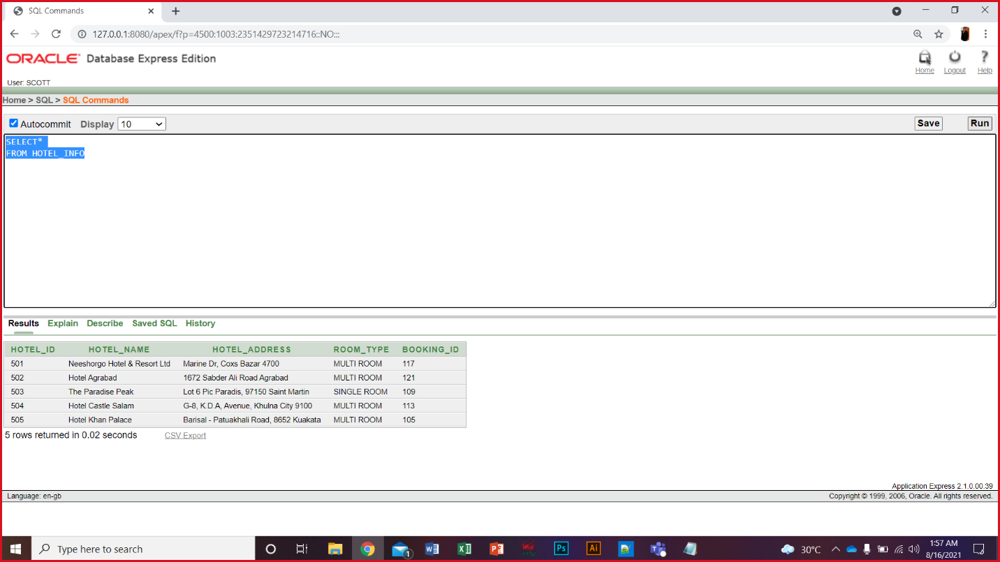 SQL Commands
127.0.0.1:8080/apex/f?p=4500:1003:2351429723214716::NO:::
ORACLE Database Express Edition
Home Logout Help
User: SCOTT
Home > SQL > SQL Commands
Autocommit Display 10 Save Run
SELECT*
FROM HOTEL_INFO
Results Explain Describe Saved SQL History
HOTEL_ID HOTEL_NAME HOTEL_ADDRESS ROOM_TYPE BOOKING_ID
501 Neeshorgo Hotel & Resort Ltd Marine Dr, Coxs Bazar 4700 MULTI ROOM 117
502 Hotel Agrabad 1672 Sabder Ali Road Agrabad MULTI ROOM 121
503 The Paradise Peak Lot 6 Pic Paradis, 97150 Saint Martin SINGLE ROOM 109
504 Hotel Castle Salam G-8, K.D.A, Avenue, Khulna City 9100 MULTI ROOM 113
505 Hotel Khan Palace Barisal - Patuakhali Road, 8652 Kuakata MULTI ROOM 105
5 rows returned in 0.02 seconds CSV Export
Application Express 2.1.0.00.39
Language: en-gb Copyright © 1999, 2006, Oracle. All rights reserved.
Type here to search 1 Ps Ai 30°C 1:57 AM
8/16/2021